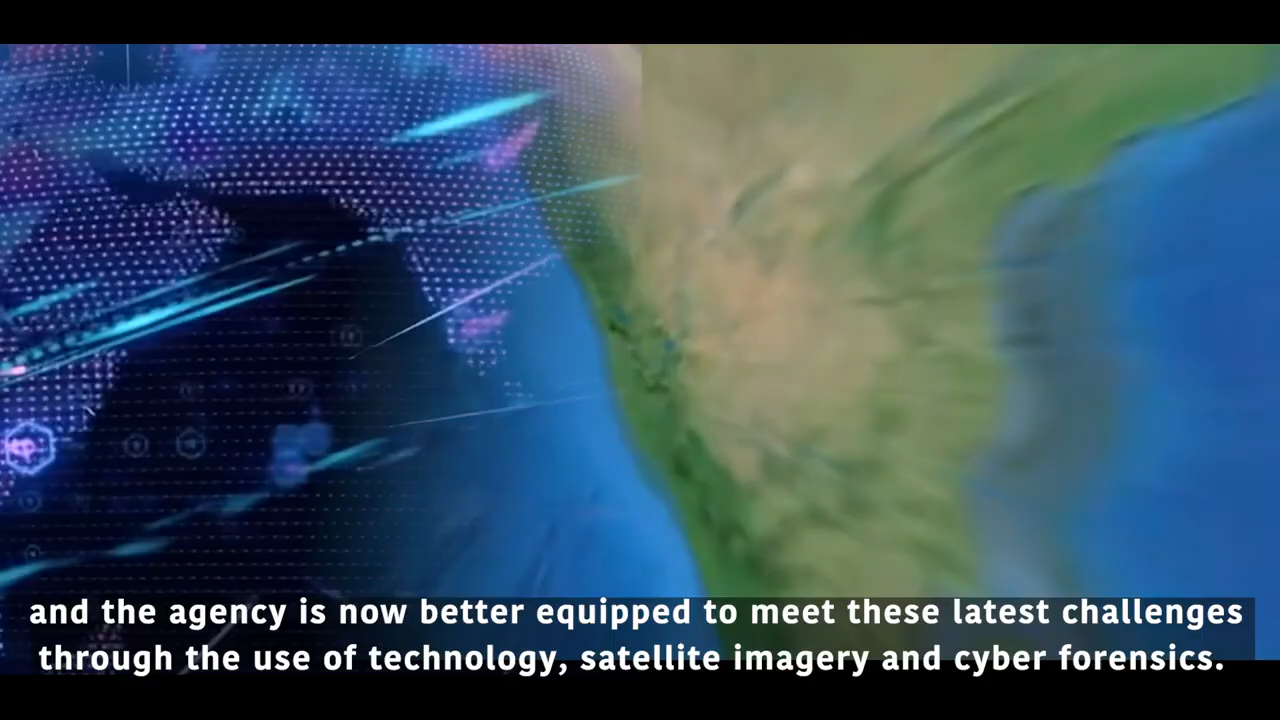 and the agency is now better equipped to meet these latest challenges
through the use of technology, satellite imagery and cyber forensics.